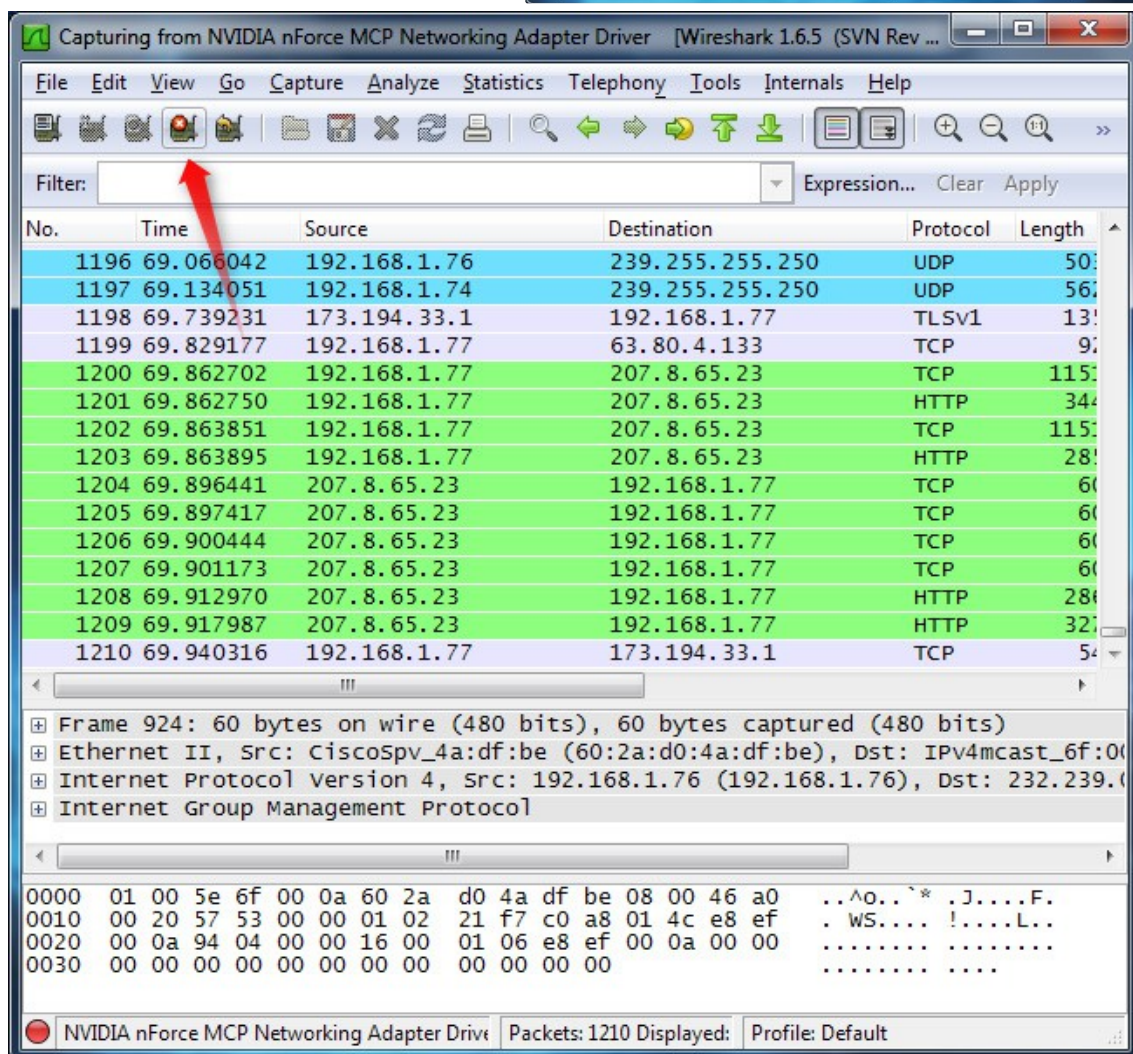 Capturing from NVIDIA nForce MCP Networking Adapter Driver [Wireshark 1.6.5 (SVN Rev ...
File Edit View Go Capture Analyze Statistics Telephony Tools Internals Help
Filter: Expression... Clear Apply
No. Time Source Destination Protocol Length
1196 69.066042 192.168.1.76 239.255.255.250 UDP
1197 69.134051 192.168.1.74 239.255.255.250 UDP
1198 69.739231 173.194.33.1 192.168.1.77 TLSv1
1199 69.829177 192.168.1.77 63.80.4.133 TCP
1200 69.862702 192.168.1.77 207.8.65.23 TCP
1201 69.862750 192.168.1.77 207.8.65.23 HTTP
1202 69.863851 192.168.1.77 207.8.65.23 TCP
1203 69.863895 192.168.1.77 207.8.65.23 HTTP
1204 69.896441 207.8.65.23 192.168.1.77 TCP
1205 69.897417 207.8.65.23 192.168.1.77 TCP
1206 69.900444 207.8.65.23 192.168.1.77 TCP
1207 69.901173 207.8.65.23 192.168.1.77 TCP
1208 69.912970 207.8.65.23 192.168.1.77 HTTP
1209 69.917987 207.8.65.23 192.168.1.77 HTTP
1210 69.940316 192.168.1.77 173.194.33.1 TCP
Frame 924: 60 bytes on wire (480 bits), 60 bytes captured (480 bits)
Ethernet II, Src: CiscoSpv_4a:df:be (60:2a:d0:4a:df:be), Dst: IPv4mcast_6f:0
Internet Protocol Version 4, Src: 192.168.1.76 (192.168.1.76), Dst: 232.239.
Internet Group Management Protocol
0000 01 00 5e 6f 00 0a 60 2a d0 4a df be 08 00 46 a0 ..^o..`* .J....F.
0010 00 20 57 53 00 00 01 02 21 f7 c0 a8 01 4c e8 ef . WS.... !....L..
0020 00 0a 94 04 00 00 16 00 01 06 e8 ef 00 0a 00 00 ........ ........
0030 00 00 00 00 00 00 00 00 00 00 00 00 ........ ....
NVIDIA nForce MCP Networking Adapter Drive Packets: 1210 Displayed: Profile: Default